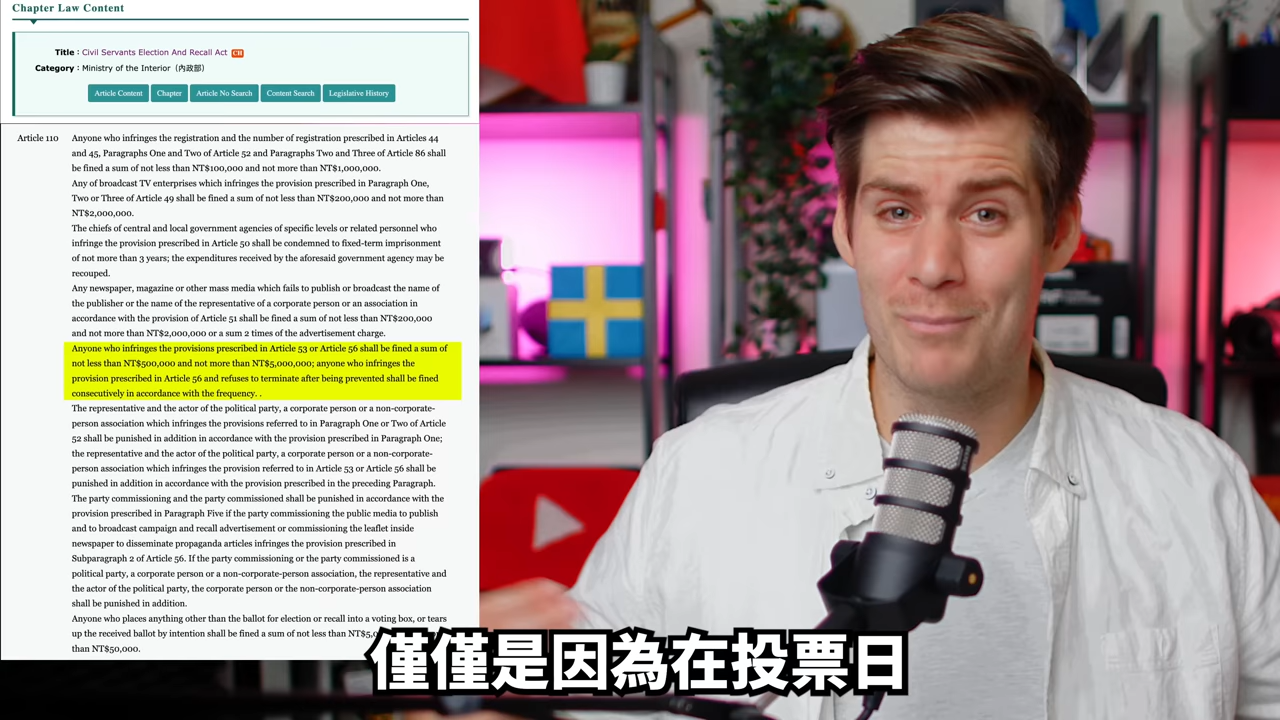 Chapter Law Content
Title：Civil Servants Election And Recall Act CH
Category：Ministry of the Interior（內政部）
Article Content Chapter Article No Search Content Search Legislative History
Article 110 Anyone who infringes the registration and the number of registration prescribed in Articles 44
and 45, Paragraphs One and Two of Article 52 and Paragraphs Two and Three of Article 86 shall
be fined a sum of not less than NT$100,000 and not more than NT$1,000,000.
Any of broadcast TV enterprises which infringes the provision prescribed in Paragraph One,
Two or Three of Article 49 shall be fined a sum of not less than NT$200,000 and not more than
NT$2,000,000.
The chiefs of central and local government agencies of specific levels or related personnel who
infringe the provision prescribed in Article 50 shall be condemned to fixed-term imprisonment
of not more than 3 years; the expenditures received by the aforesaid government agency may be
recouped.
Any newspaper, magazine or other mass media which fails to publish or broadcast the name of
the publisher or the name of the representative of a corporate person or an association in
accordance with the provision of Article 51 shall be fined a sum of not less than NT$200,000
and not more than NT$2,000,000 or a sum 2 times of the advertisement charge.
Anyone who infringes the provisions prescribed in Article 53 or Article 56 shall be fined a sum of
not less than NT$500,000 and not more than NT$5,000,000; anyone who infringes the
provision prescribed in Article 56 and refuses to terminate after being prevented shall be fined
consecutively in accordance with the frequency. .
The representative and the actor of the political party, a corporate person or a non-corporate-
person association which infringes the provisions referred to in Paragraph One or Two of Article
52 shall be punished in addition in accordance with the provision prescribed in Paragraph One;
the representative and the actor of the political party, a corporate person or a non-corporate-
person association which infringes the provision referred to in Article 53 or Article 56 shall be
punished in addition in accordance with the provision prescribed in the preceding Paragraph.
The party commissioning and the party commissioned shall be punished in accordance with the
provision prescribed in Paragraph Five if the party commissioning the public media to publish
and to broadcast campaign and recall advertisement or commissioning the leaflet inside
newspaper to disseminate propaganda articles infringes the provision prescribed in
Subparagraph 2 of Article 56. If the party commissioning or the party commissioned is a
political party, a corporate person or a non-corporate-person association, the representative and
the actor of the political party, the corporate person or the non-corporate-person association
shall be punished in addition.
Anyone who places anything other than the ballot for election or recall into a voting box, or tears
up the received ballot by intention shall be fined a sum of not less than NT$5,
than NT$50,000.
僅僅是因為在投票日